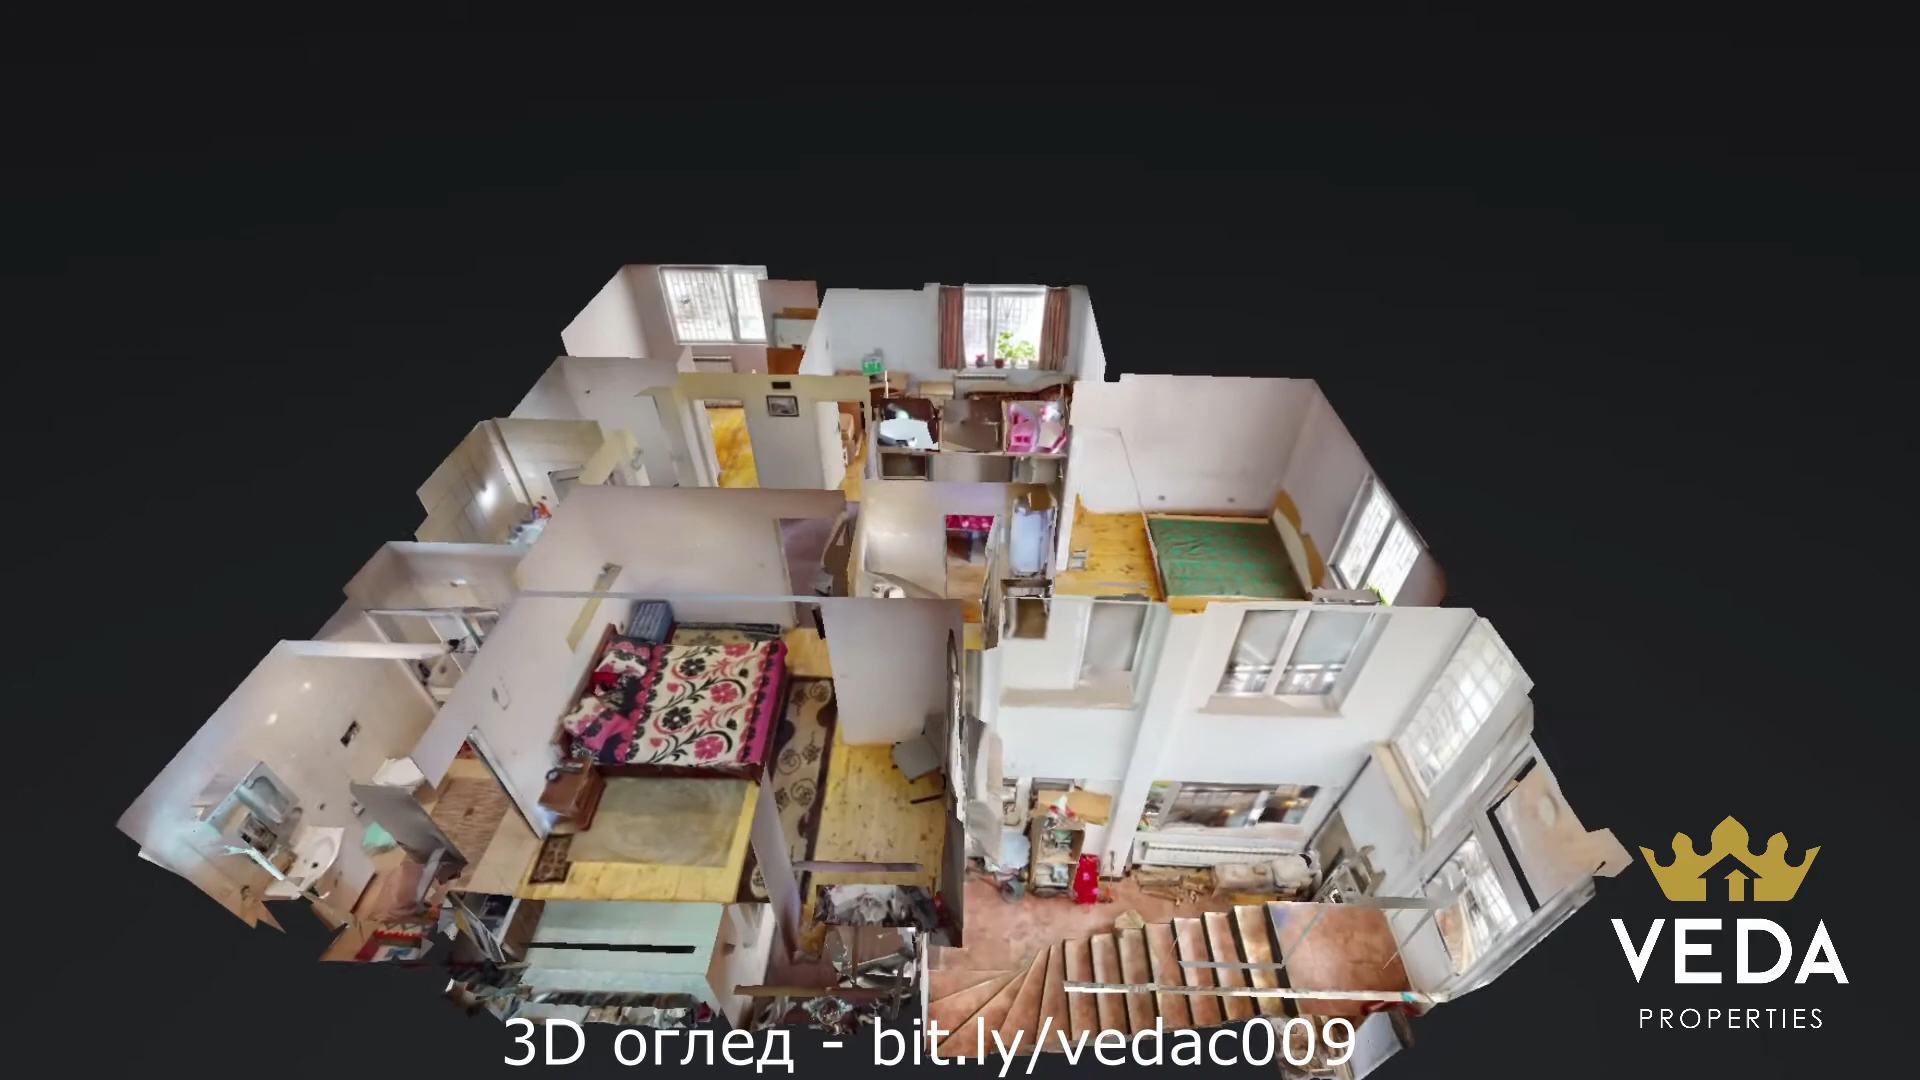 VEDA
PROPERTIES
3D оглед - bit.ly/vedac009